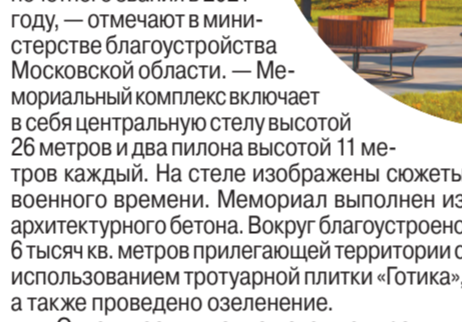 году, — отмечают в мини-
стерстве благоустройства
Московской области. — Ме-
мориальный комплекс включает
в себя центральную стелу высотой
26 метров и два пилона высотой 11 ме-
тров каждый. На стеле изображены сюжеты
военного времени. Мемориал выполнен из
архитектурного бетона. Вокруг благоустроено
6 тысяч кв. метров прилегающей территории с
использованием тротуарной плитки «Готика»,
а также проведено озеленение.